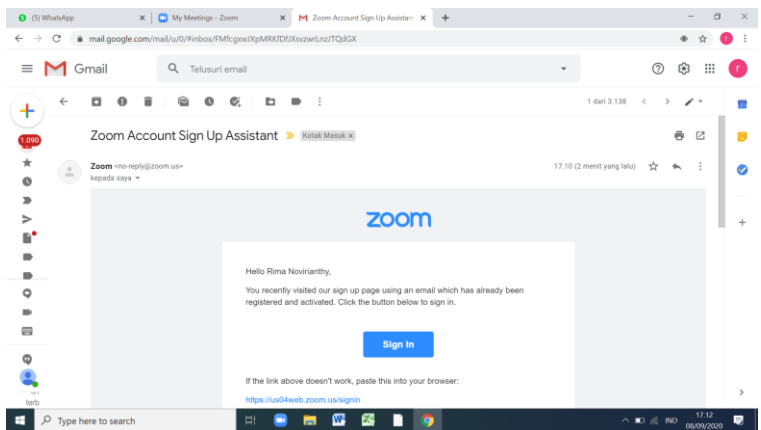 (5) WhatsApp
My Meetings - Zoom
Zoom Account Sign Up Assistant
mail.google.com/mail/u/0/#inbox/FMfcgxwJXpMRKfDfJXsvzwrLnzJTQdGX
Gmail
Telusuri email
1 dari 3.138
1.090
Zoom Account Sign Up Assistant
Kotak Masuk x
Zoom <no-reply@zoom.us>
17.10 (2 menit yang lalu)
kepada saya
zoom
Hello Rima Novirianthy,
You recently visited our sign up page using an email which has already been
registered and activated. Click the button below to sign in.
Sign In
If the link above doesn't work, paste this into your browser:
https://us04web.zoom.us/signin
terb
Type here to search
IND
17.12
08/09/2020